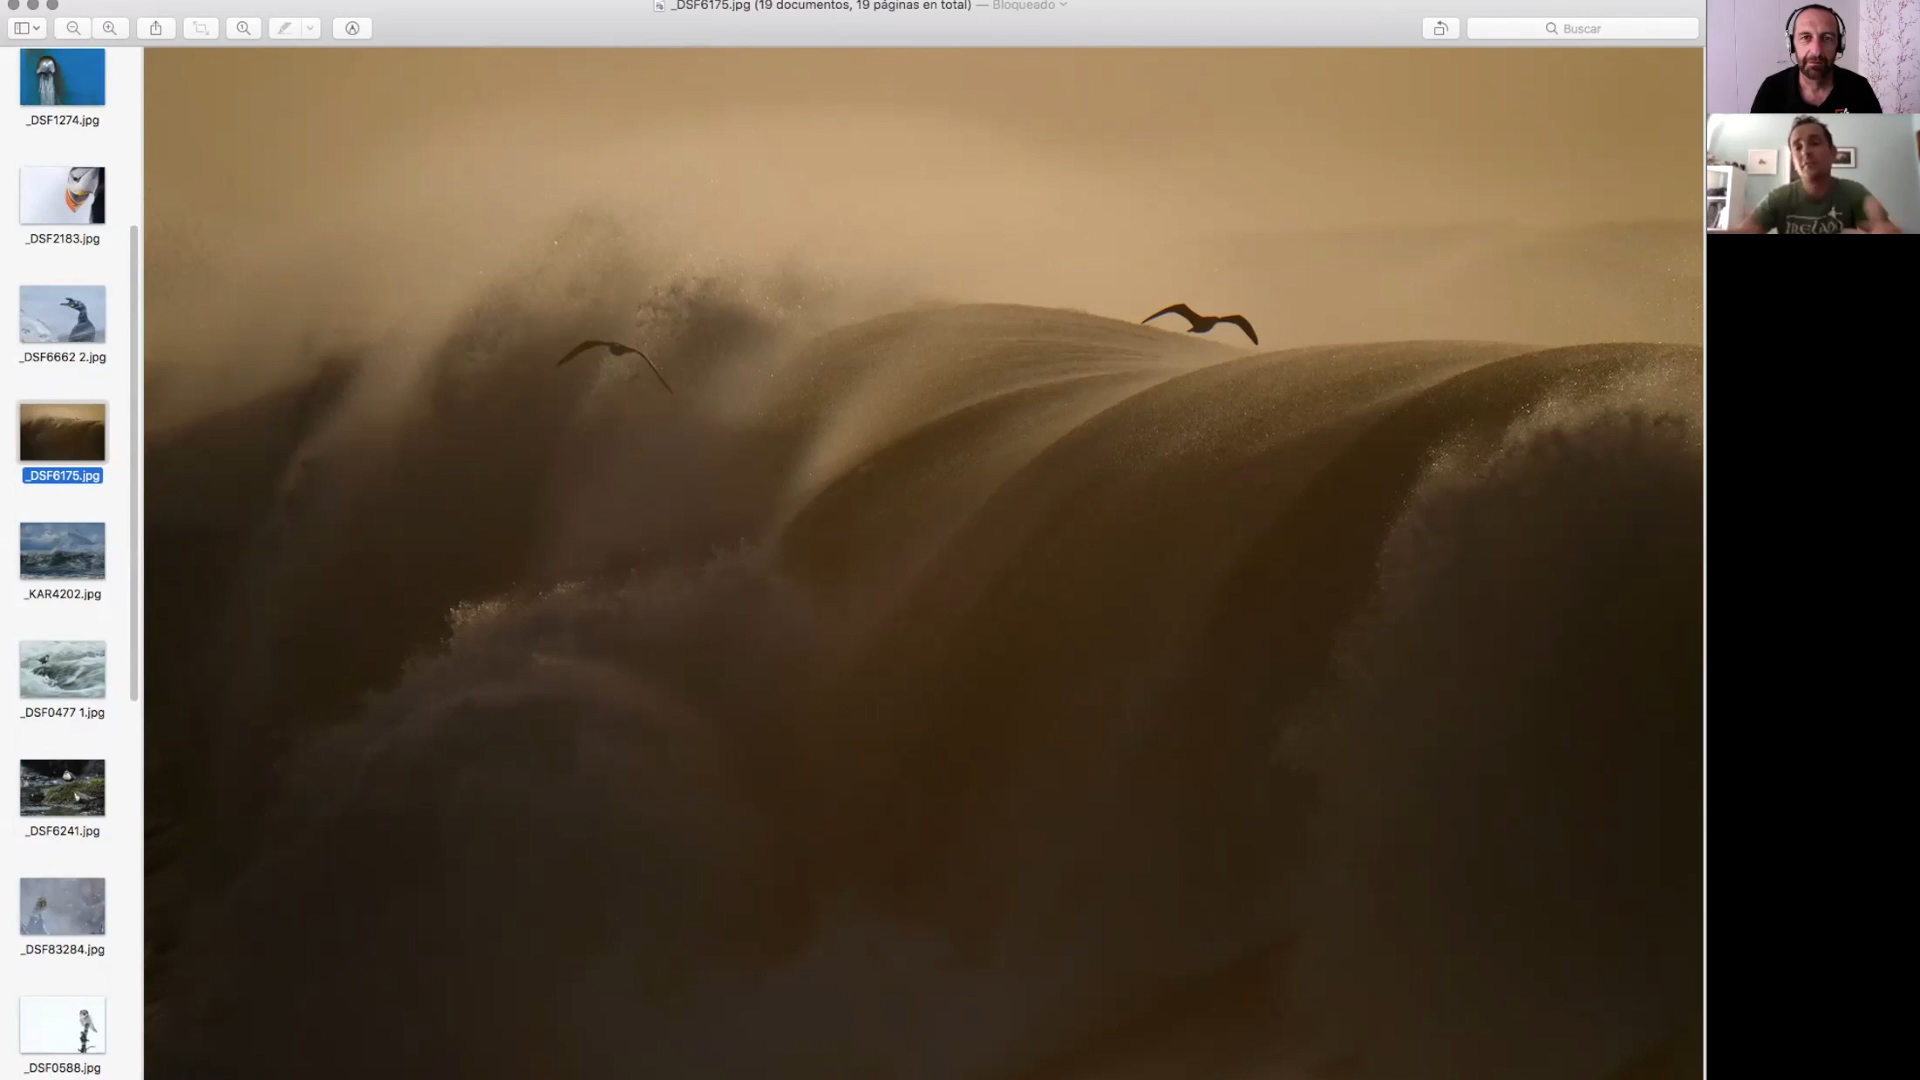 _DSF6175.jpg (19 documentos, 19 páginas en total) — Bloqueado
Buscar
_DSF1274.jpg
_DSF2183.jpg
_DSF6662 2.jpg
_DSF6175.jpg
_KAR4202.jpg
_DSF0477 1.jpg
_DSF6241.jpg
_DSF83284.jpg
_DSF0588.jpg
IRELAND